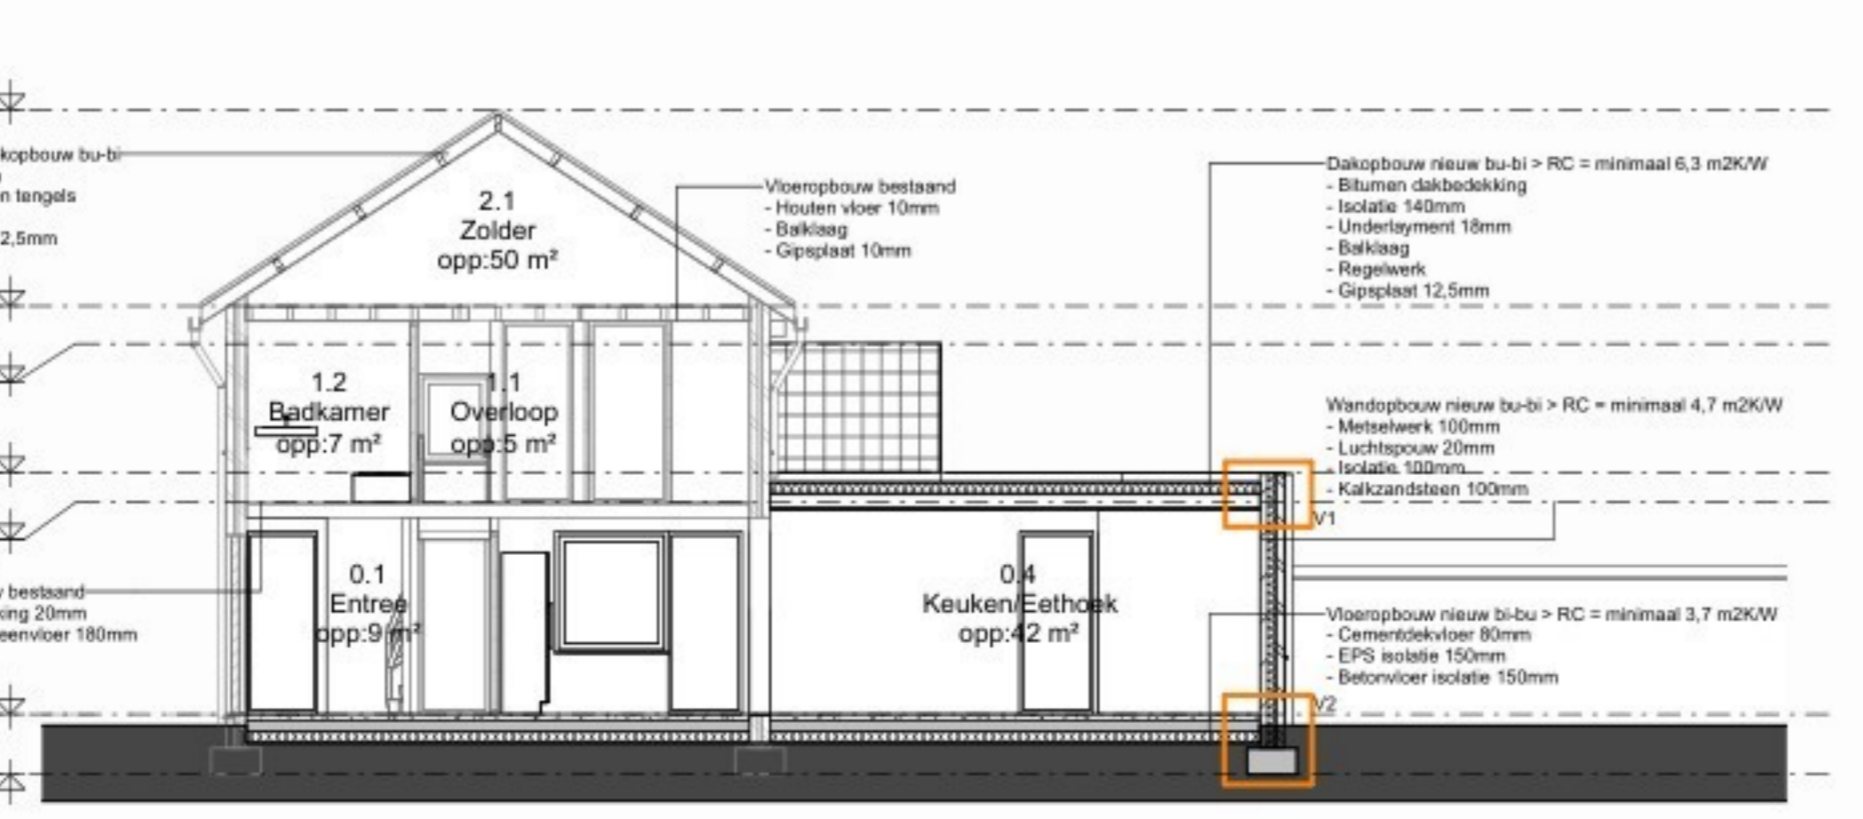 kopbouw bu-bi
n tengels
2,5mm
2.1
Zolder
opp:50 m²
Vloeropbouw bestaand
- Houten vloer 10mm
- Balklaag
- Gipsplaat 10mm
Dakopbouw nieuw bu-bi > RC = minimaal 6,3 m2K/W
- Bitumen dakbedekking
- Isolatie 140mm
- Underlayment 18mm
- Balklaag
- Regelwerk
- Gipsplaat 12,5mm
1.2
Badkamer
opp:7 m²
1.1
Overloop
opp:5 m²
Wandopbouw nieuw bu-bi > RC = minimaal 4,7 m2K/W
- Metselwerk 100mm
- Luchtspouw 20mm
- Isolatie 100mm
- Kalkzandsteen 100mm
V1
0.1
Entree
opp:9 m²
0.4
Keuken/Eethoek
opp:42 m²
bestaand
king 20mm
eenvloer 180mm
Vloeropbouw nieuw bi-bu > RC = minimaal 3,7 m2K/W
- Cementdekvloer 80mm
- EPS isolatie 150mm
- Betonvloer isolatie 150mm
V2